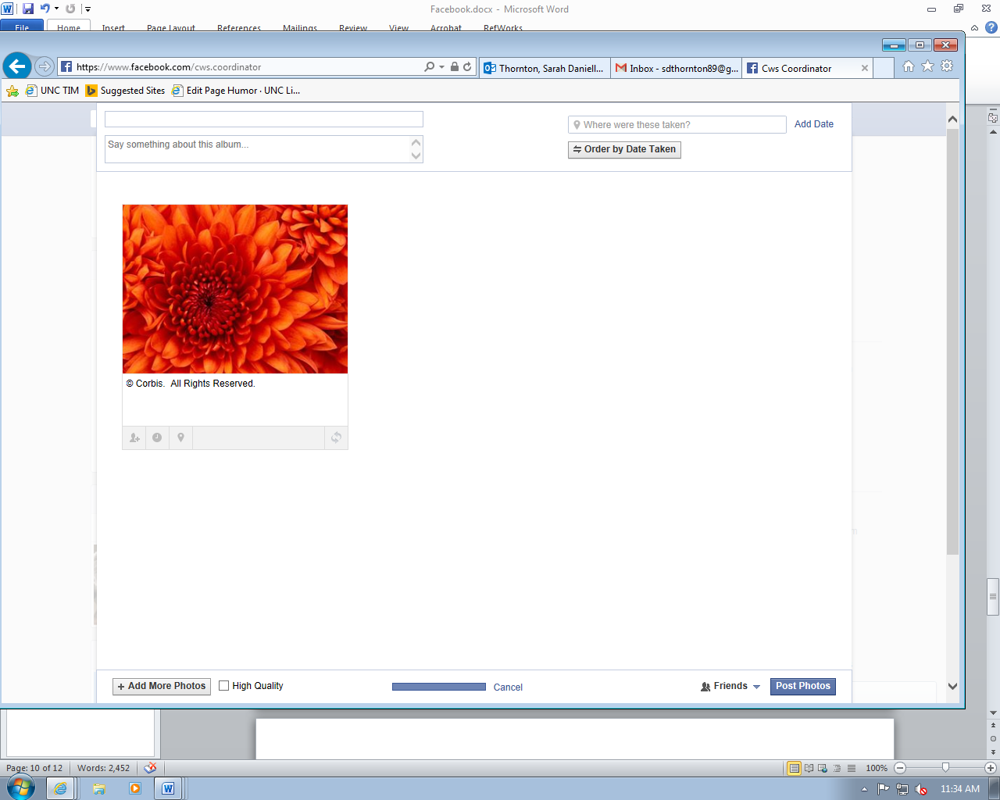 Facebook.docx - Microsoft Word
File Home Insert Page Layout References Mailings Review View Acrobat RefWorks
https://www.facebook.com/cws.coordinator
Thornton, Sarah Daniell...
Inbox - sdthornton89@g...
Cws Coordinator
UNC TIM
Suggested Sites
Edit Page Humor · UNC Li...
Where were these taken?
Add Date
Say something about this album...
Order by Date Taken
© Corbis. All Rights Reserved.
+ Add More Photos
High Quality
Cancel
Friends
Post Photos
Page: 10 of 12
Words: 2,452
100%
11:34 AM